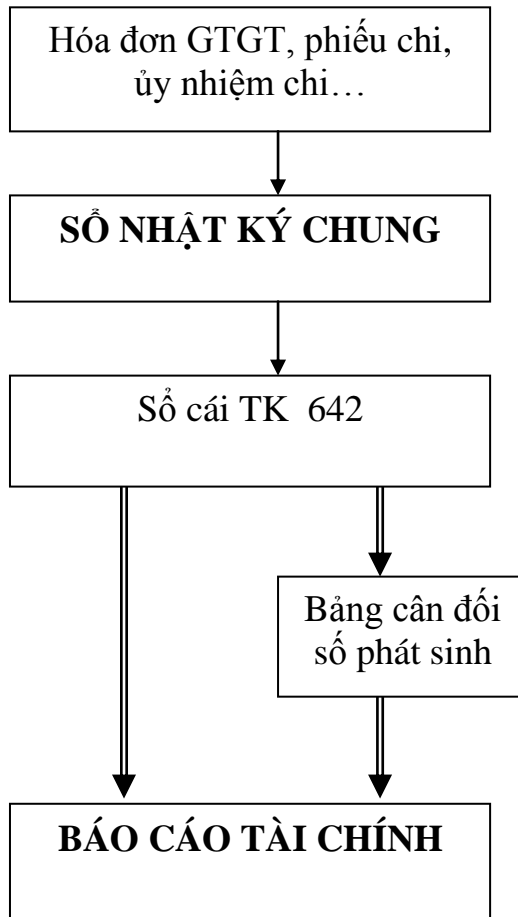 Hóa đơn GTGT, phiếu chi,
ủy nhiệm chi…
SỔ NHẬT KÝ CHUNG
Sổ cái TK 642
Bảng cân đối
số phát sinh
BÁO CÁO TÀI CHÍNH